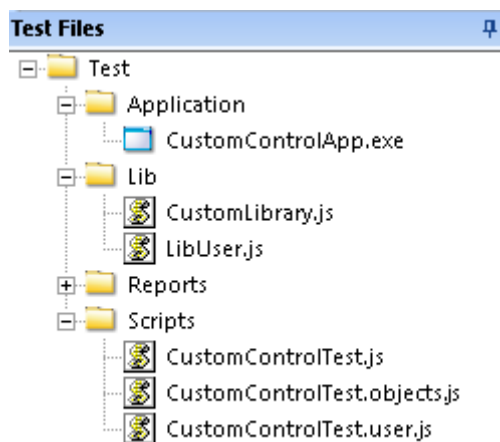 Test Files
Test
Application
CustomControlApp.exe
Lib
CustomLibrary.js
LibUser.js
Reports
Scripts
CustomControlTest.js
CustomControlTest.objects.js
CustomControlTest.user.js